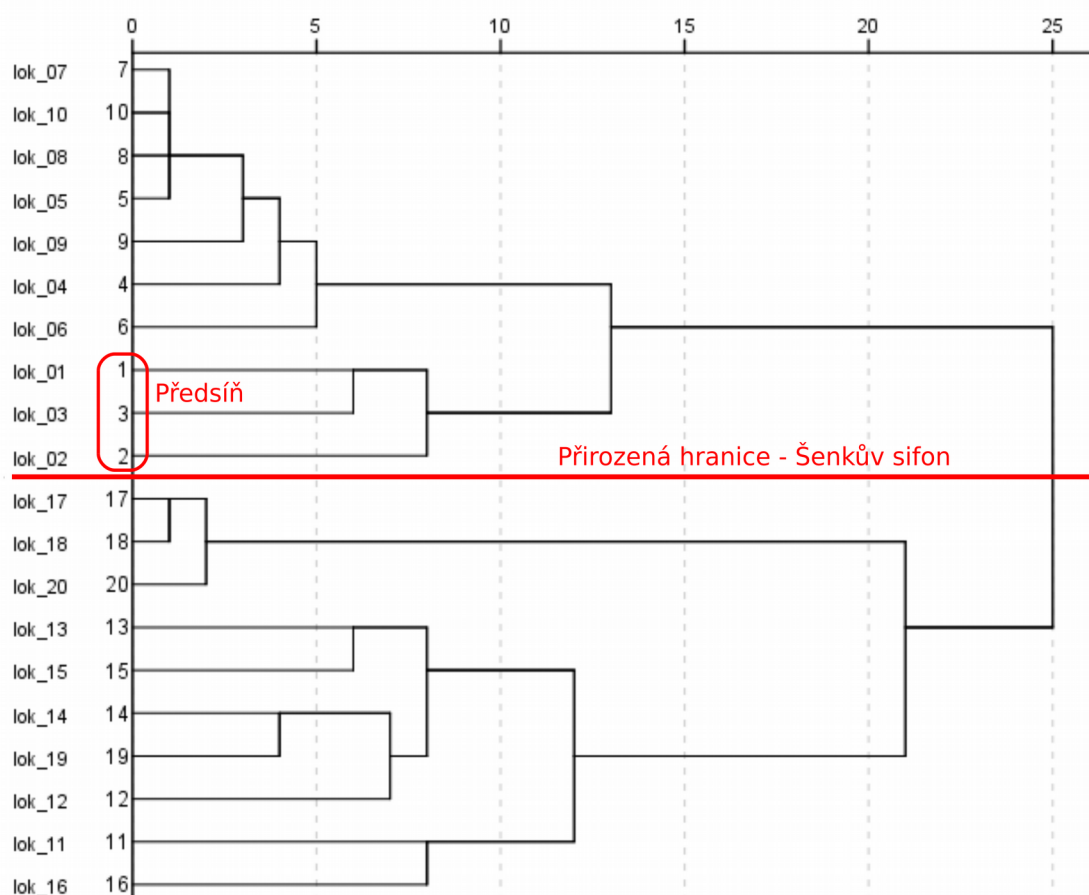 0 5 10 15 20 25
lok_07 7
lok_10 10
lok_08 8
lok_05 5
lok_09 9
lok_04 4
lok_06 6
lok_01 1
Předsíň
lok_03 3
lok_02 2
Přirozená hranice - Šenkův sifon
lok_17 17
lok_18 18
lok_20 20
lok_13 13
lok_15 15
lok_14 14
lok_19 19
lok_12 12
lok_11 11
lok_16 16